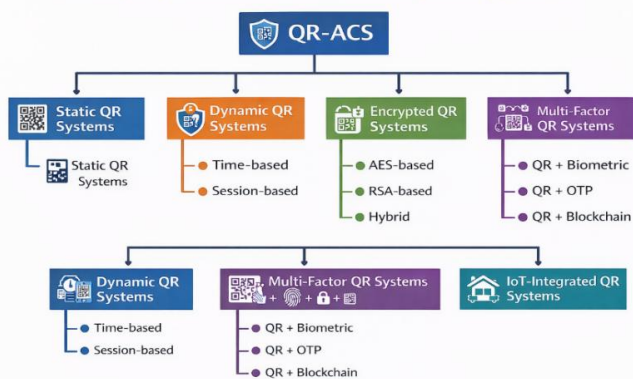 QR-ACS
Static QR
Systems
Dynamic QR
Systems
Encrypted QR
Systems
Multi-Factor
QR Systems
Static QR
Systems
Time-based
Session-based
AES-based
RSA-based
Hybrid
QR + Biometric
QR + OTP
QR + Blockchain
Dynamic QR
Systems
Multi-Factor QR Systems
+ + +
IoT-Integrated QR
Systems
Time-based
Session-based
QR + Biometric
QR + OTP
QR + Blockchain